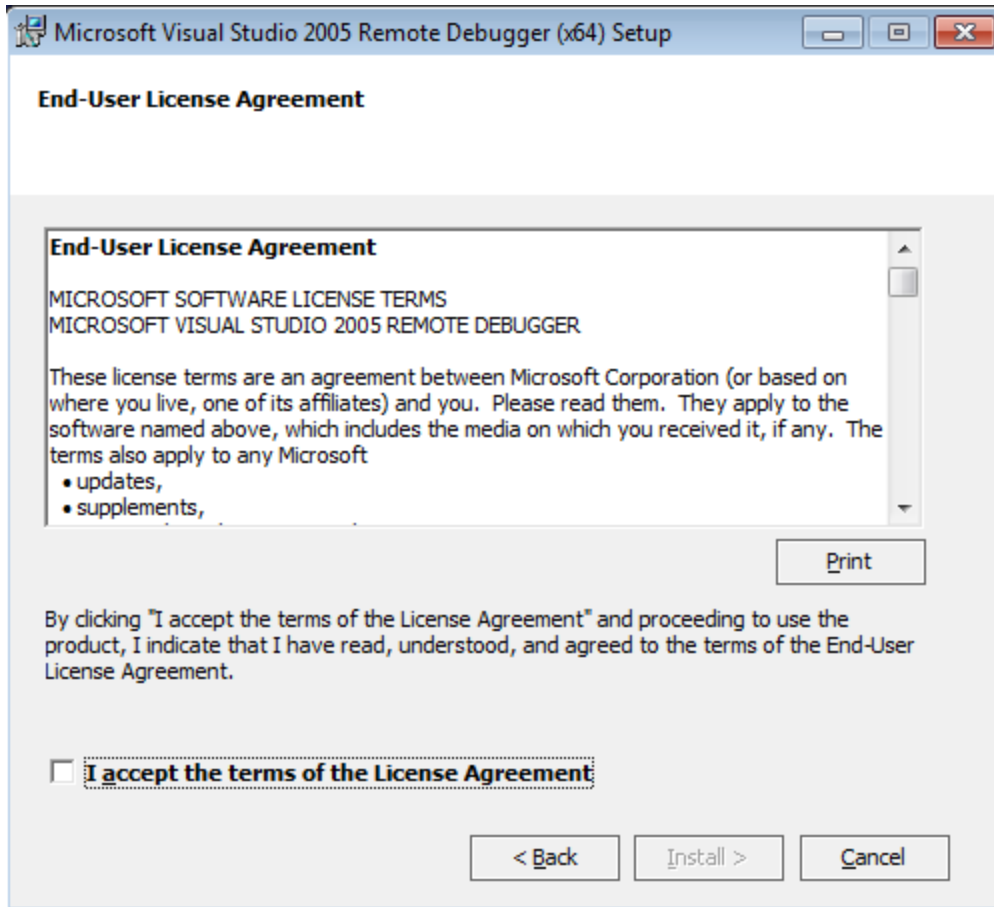 Microsoft Visual Studio 2005 Remote Debugger (x64) Setup
End-User License Agreement
End-User License Agreement
MICROSOFT SOFTWARE LICENSE TERMS
MICROSOFT VISUAL STUDIO 2005 REMOTE DEBUGGER
These license terms are an agreement between Microsoft Corporation (or based on
where you live, one of its affiliates) and you.  Please read them.  They apply to the
software named above, which includes the media on which you received it, if any.  The
terms also apply to any Microsoft
• updates,
• supplements,
Print
By clicking "I accept the terms of the License Agreement" and proceeding to use the
product, I indicate that I have read, understood, and agreed to the terms of the End-User
License Agreement.
I accept the terms of the License Agreement
< Back
Install >
Cancel